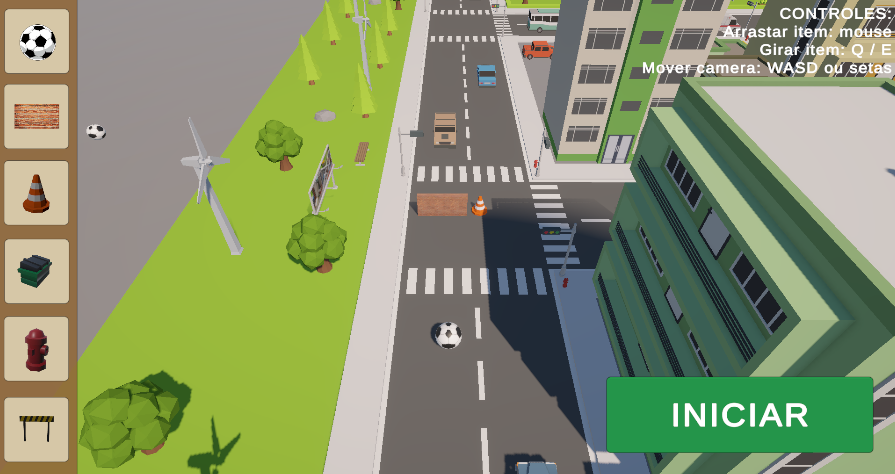 CONTROLES:
Arrastar item: mouse
Girar item: Q / E
Mover camera: WASD ou setas
INICIAR